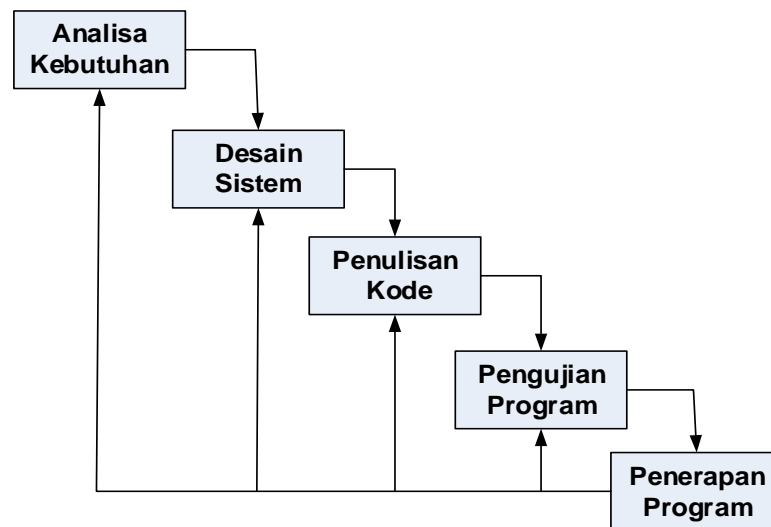 Analisa
Kebutuhan
Desain
Sistem
Penulisan
Kode
Pengujian
Program
Penerapan
Program